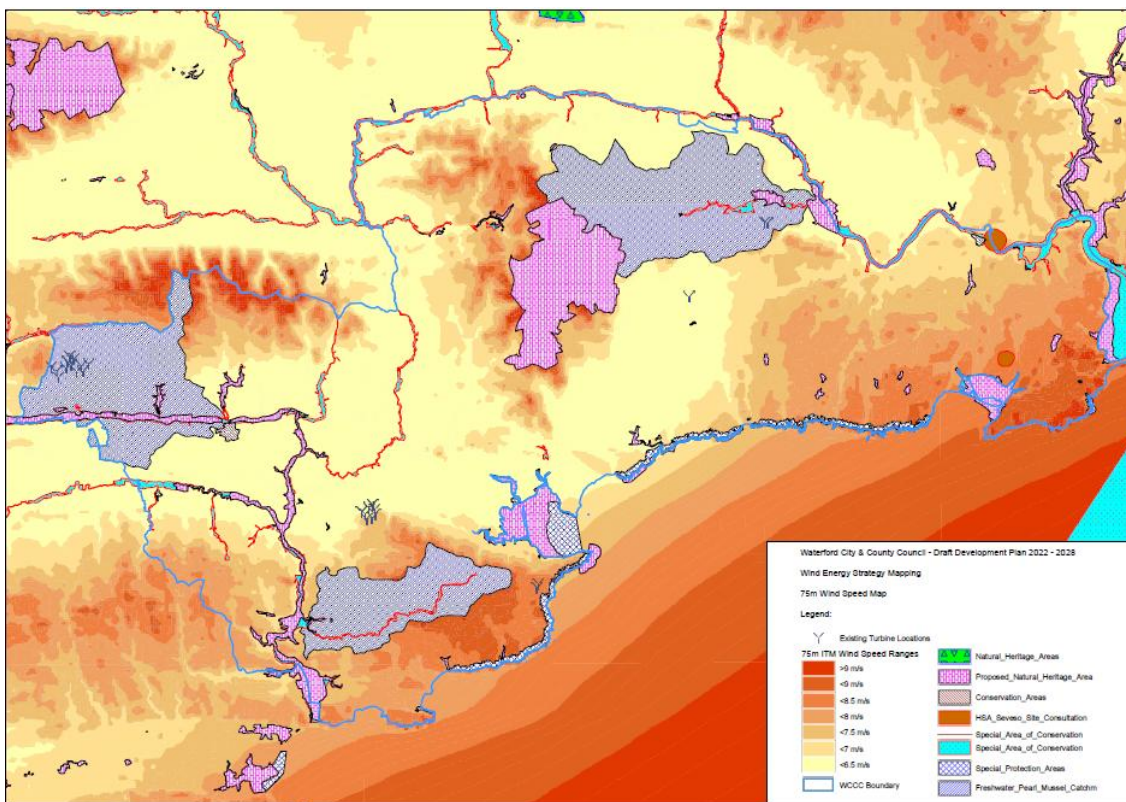 Waterford City & County Council - Draft Development Plan 2022 - 2028
Wind Energy Strategy Mapping
75m Wind Speed Map
Legend:
Existing Turbine Locations
75m ITM Wind Speed Ranges
>9 m/s
<9 m/s
<8.5 m/s
<8 m/s
<7.5 m/s
<7 m/s
<6.5 m/s
WCCC Boundary
Natural_Heritage_Areas
Proposed_Natural_Heritage_Area
Conservation_Areas
HSA_Seveso_Site_Consultation
Special_Area_of_Conservation
Special_Area_of_Conservation
Special_Protection_Areas
Freshwater_Pearl_Mussel_Catchm